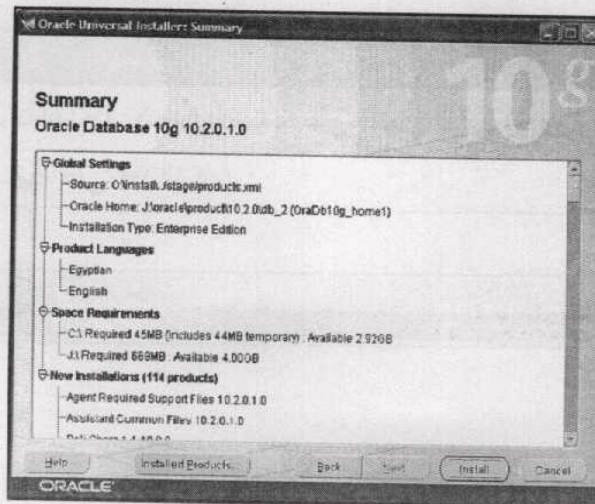 Oracle Universal Installer: Summary
10g
Summary
Oracle Database 10g 10.2.0.1.0
Global Settings
Source: O:\install\../stage/products.xml
Oracle Home: J:\oracle\product\10.2.0\db_2 (OraDb10g_home1)
Installation Type: Enterprise Edition
Product Languages
Egyptian
English
Space Requirements
C:\ Required 45MB (includes 44MB temporary) : Available 2.92GB
J:\ Required 669MB : Available 4.00GB
New Installations (114 products)
Agent Required Support Files 10.2.0.1.0
Assistant Common Files 10.2.0.1.0
Help
Installed Products...
Back
Next
Install
Cancel
ORACLE